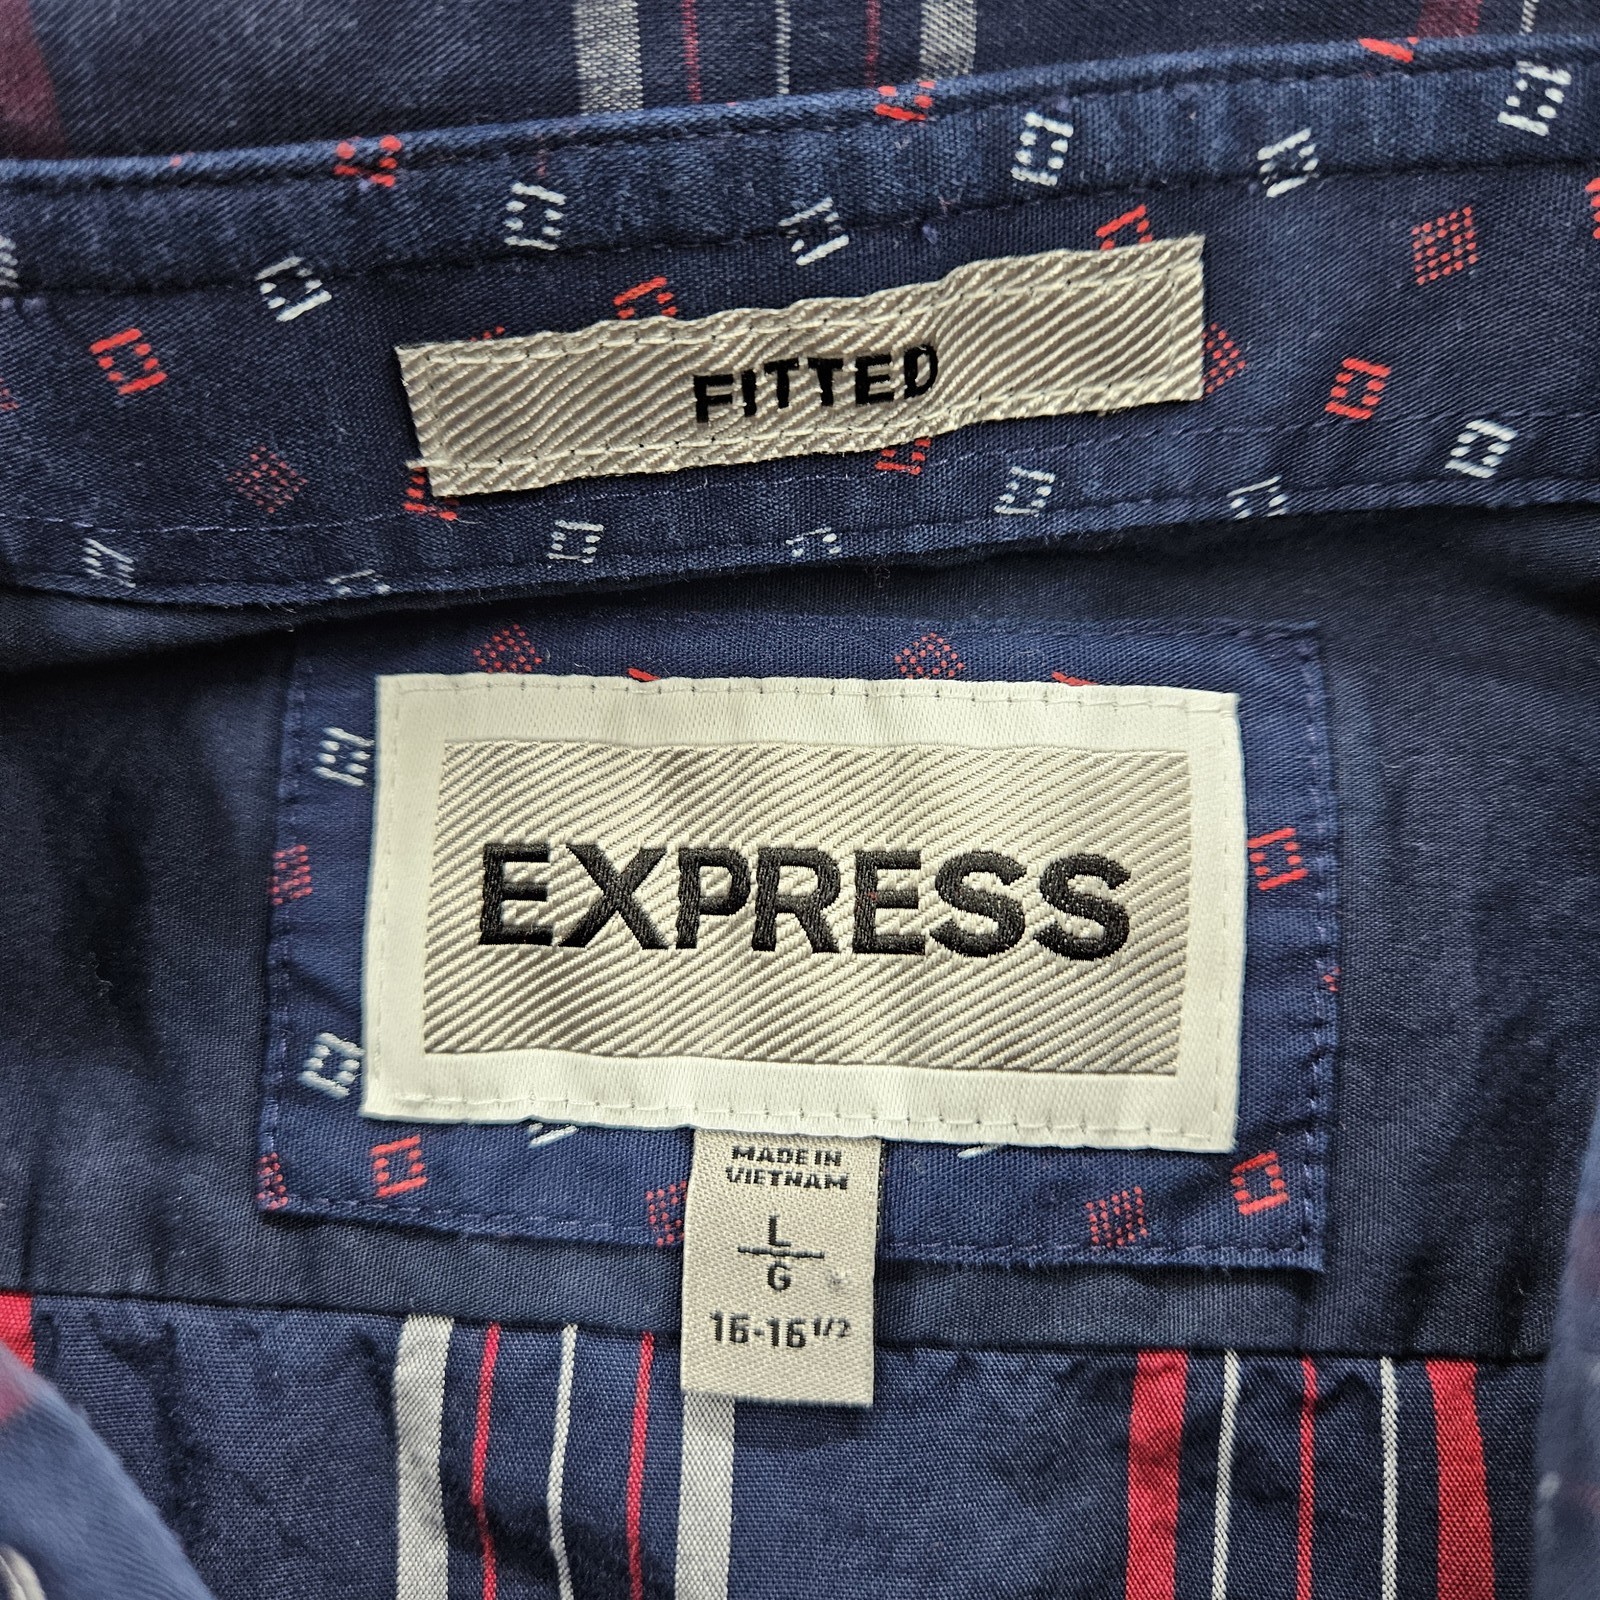 FITTED
EXPRESS
MADE IN
VIETNAM
L
G
16-16 1/2